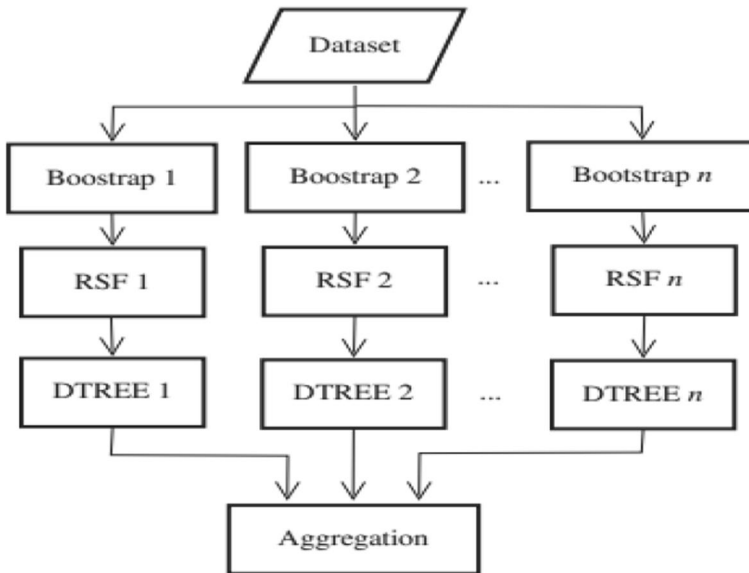 Dataset
Boostrap 1
Boostrap 2
...
Bootstrap n
RSF 1
RSF 2
...
RSF n
DTREE 1
DTREE 2
...
DTREE n
Aggregation